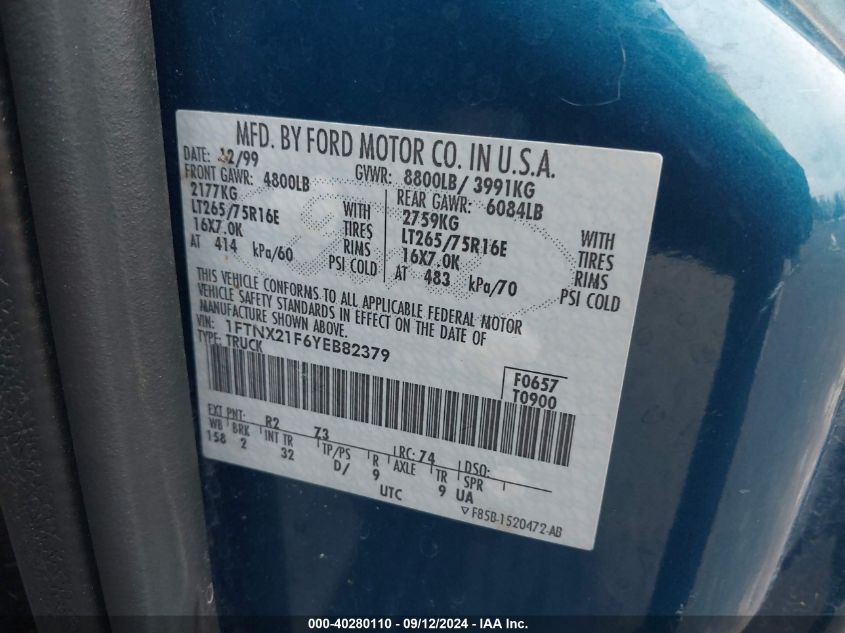 MFD. BY FORD MOTOR CO. IN U.S.A.
DATE: 12/99 GVWR: 8800LB/ 3991KG
FRONT GAWR: 4800LB REAR GAWR: 6084LB
2177KG WITH 2759KG WITH
LT265/75R16E TIRES LT265/75R16E TIRES
16X7.0K RIMS 16X7.0K RIMS
AT 414 kPa/60 PSI COLD AT 483 kPa/70 PSI COLD
THIS VEHICLE CONFORMS TO ALL APPLICABLE FEDERAL MOTOR
VEHICLE SAFETY STANDARDS IN EFFECT ON THE DATE OF
MANUFACTURE SHOWN ABOVE.
VIN: 1FTNX21F6YEB82379
TYPE: TRUCK
F0657
T0900
EXT PNT: R2 73 RC: 74 DSO:
WB BRK INT TR TP/PS R AXLE TR SPR
158 2 32 D/ 9 9 UA
UTC
▽ F85B-1520472-AB
000-40280110 - 09/12/2024 - IAA, Inc.